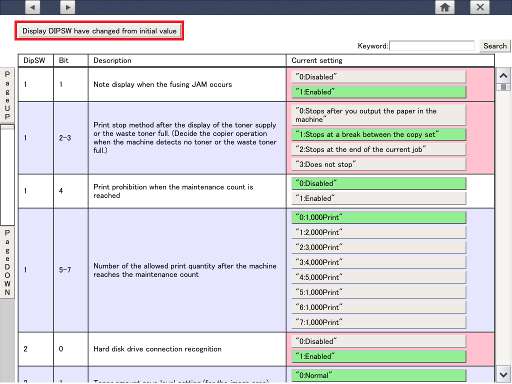 Display DIPSW have changed from initial value
Keyword:
Search
DipSW Bit Description Current setting
Page UP
1 1 Note display when the fusing JAM occurs
"0:Disabled"
"1:Enabled"
1 2-3 Print stop method after the display of the toner supply
or the waste toner full. (Decide the copier operation
when the machine detects no toner or the waste toner
full.)
"0:Stops after you output the paper in the
machine"
"1:Stops at a break between the copy set"
"2:Stops at the end of the current job"
"3:Does not stop"
1 4 Print prohibition when the maintenance count is
reached
"0:Disabled"
"1:Enabled"
Page DOWN
1 5-7 Number of the allowed print quantity after the machine
reaches the maintenance count
"0:1,000Print"
"1:2,000Print"
"2:3,000Print"
"3:4,000Print"
"4:5,000Print"
"5:1,000Print"
"6:1,000Print"
"7:1,000Print"
2 0 Hard disk drive connection recognition
"0:Disabled"
"1:Enabled"
"0:Normal"